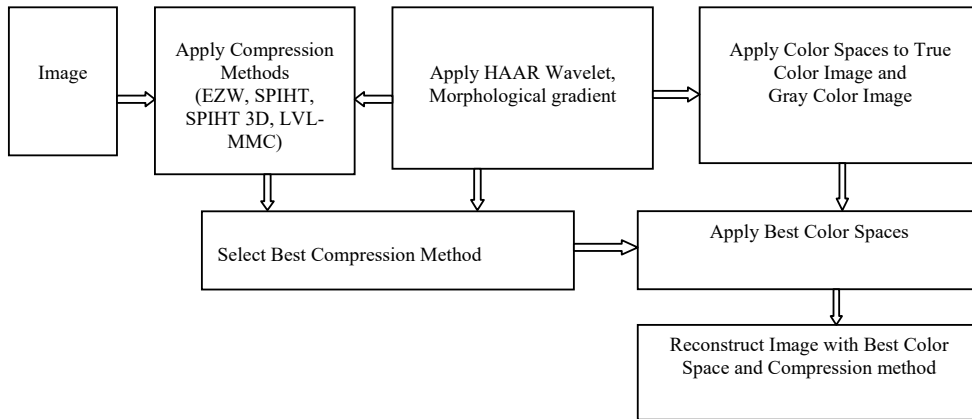 Image
Apply Compression
Methods
(EZW, SPIHT,
SPIHT 3D, LVL-
MMC)
Apply HAAR Wavelet,
Morphological gradient
Apply Color Spaces to True
Color Image and
Gray Color Image
Select Best Compression Method
Apply Best Color Spaces
Reconstruct Image with Best Color
Space and Compression method